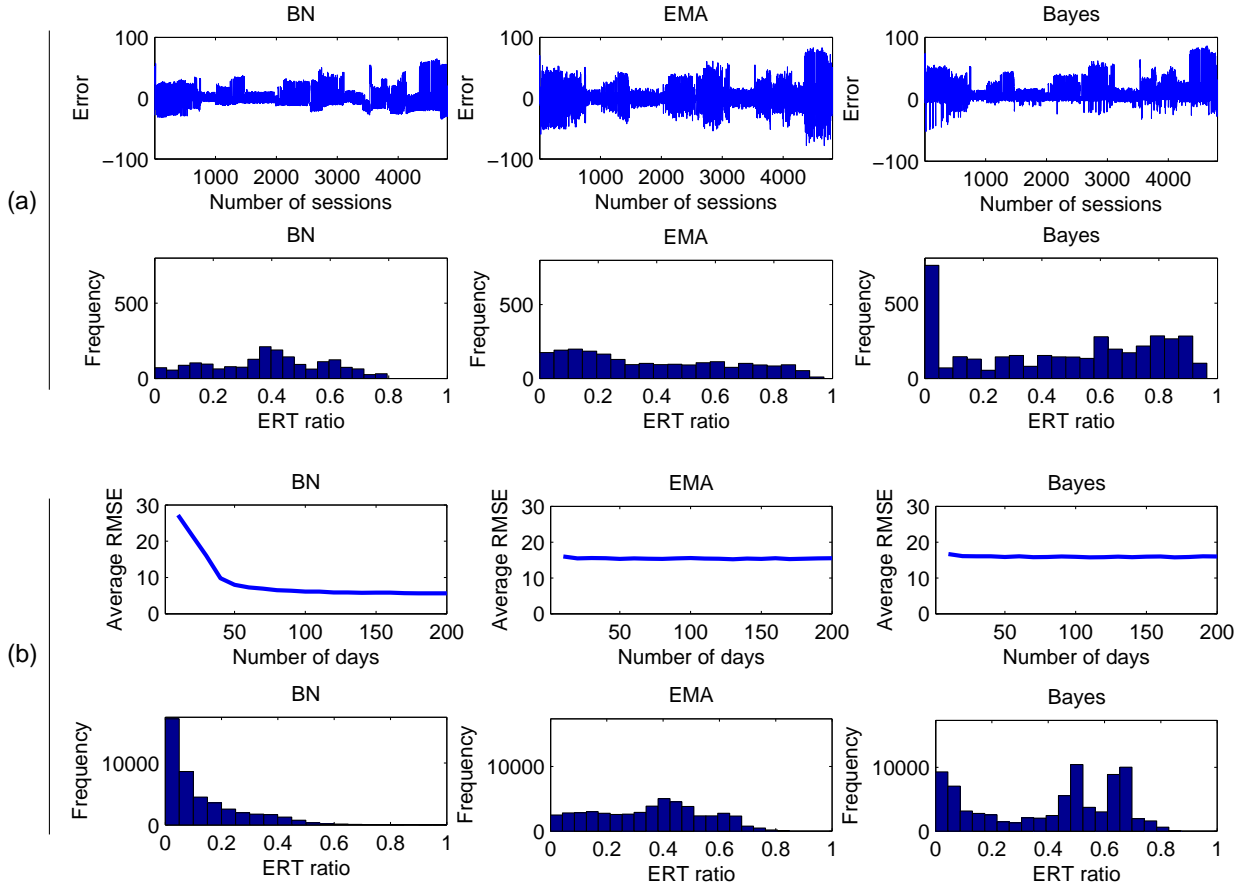 (a)
BN
Error
100
0
−100
1000 2000 3000 4000
Number of sessions
EMA
Error
100
0
−100
1000 2000 3000 4000
Number of sessions
Bayes
Error
100
0
−100
1000 2000 3000 4000
Number of sessions
BN
Frequency
500
0
0 0.2 0.4 0.6 0.8 1
ERT ratio
EMA
Frequency
500
0
0 0.2 0.4 0.6 0.8 1
ERT ratio
Bayes
Frequency
500
0
0 0.2 0.4 0.6 0.8 1
ERT ratio
(b)
BN
Average RMSE
30
20
10
0
50 100 150 200
Number of days
EMA
Average RMSE
30
20
10
0
50 100 150 200
Number of days
Bayes
Average RMSE
30
20
10
0
50 100 150 200
Number of days
BN
Frequency
10000
0
0 0.2 0.4 0.6 0.8 1
ERT ratio
EMA
Frequency
10000
0
0 0.2 0.4 0.6 0.8 1
ERT ratio
Bayes
Frequency
10000
0
0 0.2 0.4 0.6 0.8 1
ERT ratio